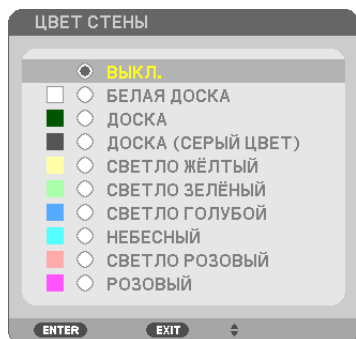 ЦВЕТ СТЕНЫ
ВЫКЛ.
БЕЛАЯ ДОСКА
ДОСКА
ДОСКА (СЕРЫЙ ЦВЕТ)
СВЕТЛО ЖЁЛТЫЙ
СВЕТЛО ЗЕЛЁНЫЙ
СВЕТЛО ГОЛУБОЙ
НЕБЕСНЫЙ
СВЕТЛО РОЗОВЫЙ
РОЗОВЫЙ
ENTER EXIT